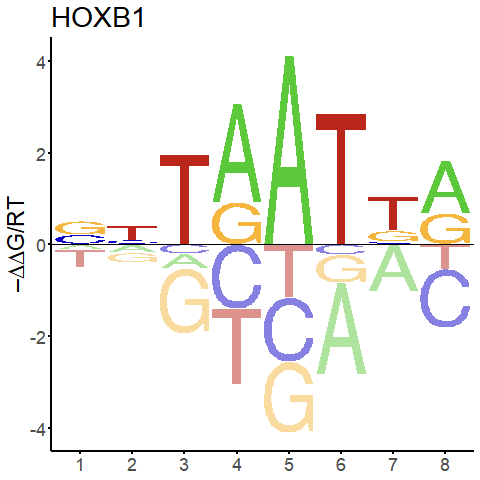 HOXB1
−ΔΔG/RT
4
2
0
-2
-4
G T T A A T T A
C C G G G
A A C C T C G A A T
T G G T C G C
G A
1 2 3 4 5 6 7 8